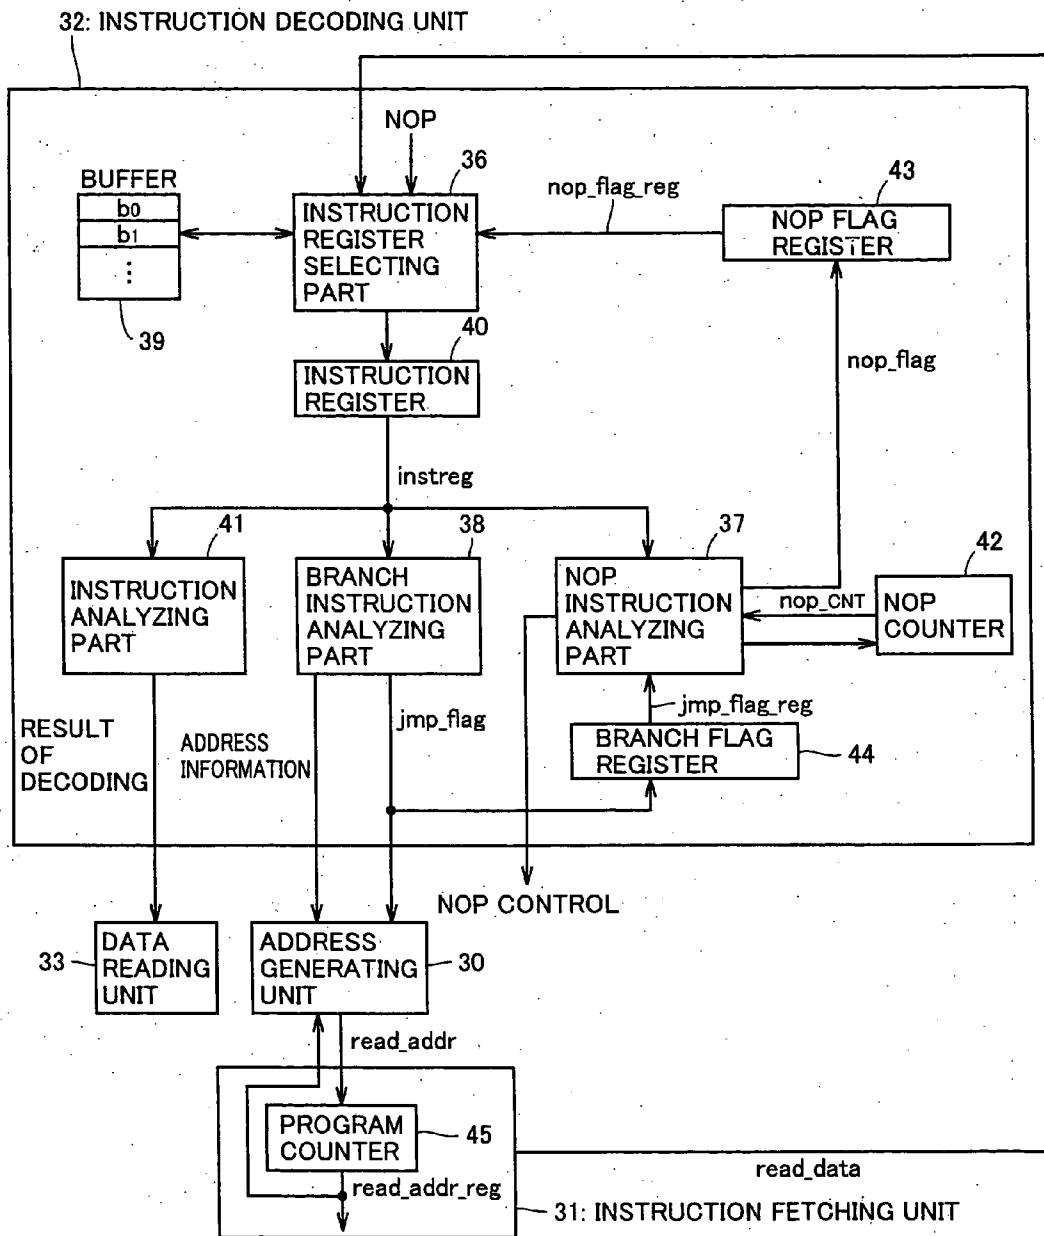 32: INSTRUCTION DECODING UNIT
NOP
36
BUFFER
b0
b1
⋮
39
INSTRUCTION
REGISTER
SELECTING
PART
nop_flag_reg
43
NOP FLAG
REGISTER
40
INSTRUCTION
REGISTER
nop_flag
instreg
41
INSTRUCTION
ANALYZING
PART
38
BRANCH
INSTRUCTION
ANALYZING
PART
37
NOP
INSTRUCTION
ANALYZING
PART
nop_CNT
42
NOP
COUNTER
jmp_flag_reg
BRANCH FLAG
REGISTER
44
RESULT
OF
DECODING
ADDRESS
INFORMATION
jmp_flag
NOP CONTROL
33
DATA
READING
UNIT
ADDRESS
GENERATING
UNIT
30
read_addr
PROGRAM
COUNTER
45
read_addr_reg
read_data
31: INSTRUCTION FETCHING UNIT